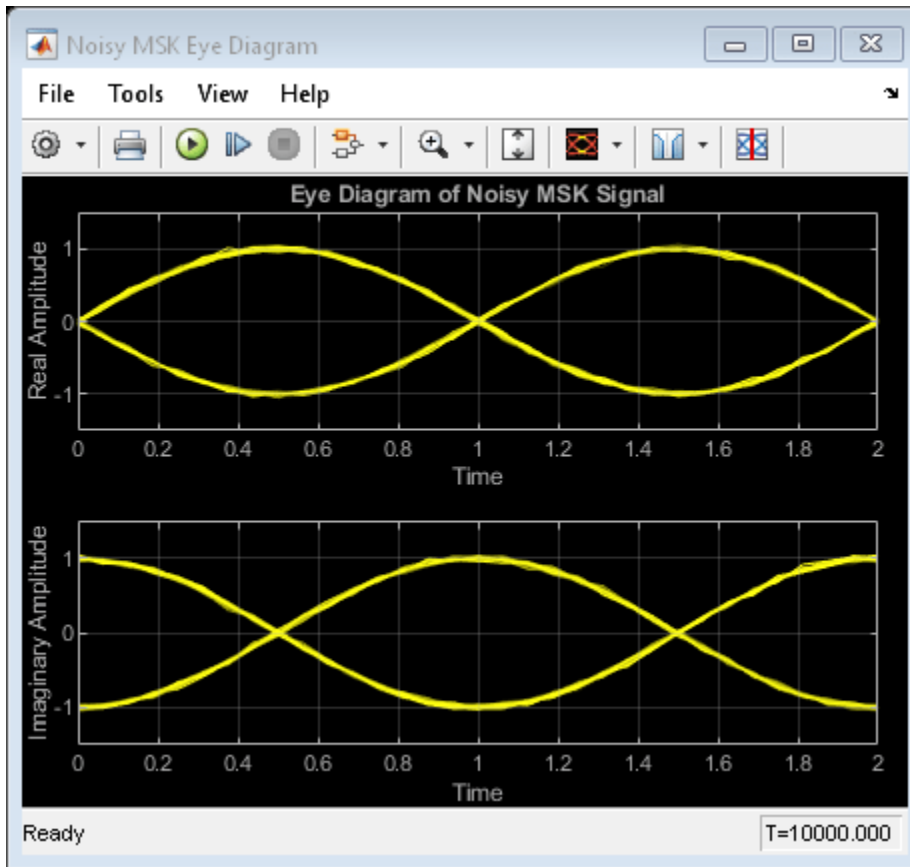 Noisy MSK Eye Diagram
File Tools View Help
Eye Diagram of Noisy MSK Signal
Real Amplitude
1
0
-1
0 0.2 0.4 0.6 0.8 1 1.2 1.4 1.6 1.8 2
Time
Imaginary Amplitude
1
0
-1
0 0.2 0.4 0.6 0.8 1 1.2 1.4 1.6 1.8 2
Time
Ready T=10000.000